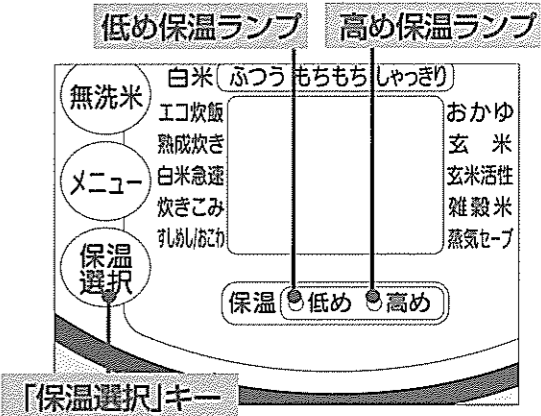 低め保温ランプ
高め保温ランプ
無洗米
メニュー
保温
選択
白米 ふつう もちもち しゃっきり
エコ炊飯
熟成炊き
白米急速
炊きこみ
すしめし/おこわ
おかゆ
玄 米
玄米活性
雑穀米
蒸気セーブ
保温 低め 高め
「保温選択」キー